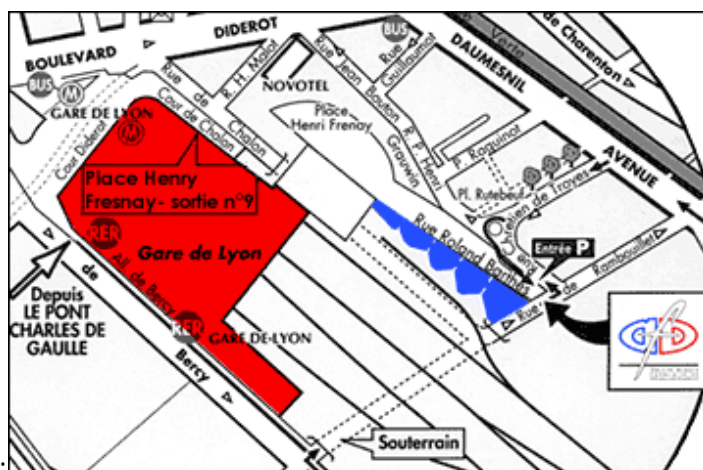 BOULEVARD
DIDEROT
BUS
M
GARE DE LYON
M
Cour Diderot
Rue de Chalon
Cour de Chalon
R. H. Malot
NOVOTEL
Place
Henri Frenay
Rue Jean Bouton
BUS
Rue Guillaumot
R. P. Henri
Grauwin
DAUMESNIL
AVENUE
Verte
de Charenton
P. Raguinot
Pl. Rutebeuf
de Troyes
Rue Roland Barthes
Entrée P
Rue de Rambouillet
Place Henry
Fresnay- sortie n°9
RER
Gare de Lyon
All. de Bercy
RER
GARE DE LYON
de
Bercy
Depuis
LE PONT
CHARLES DE
GAULLE
Souterrain